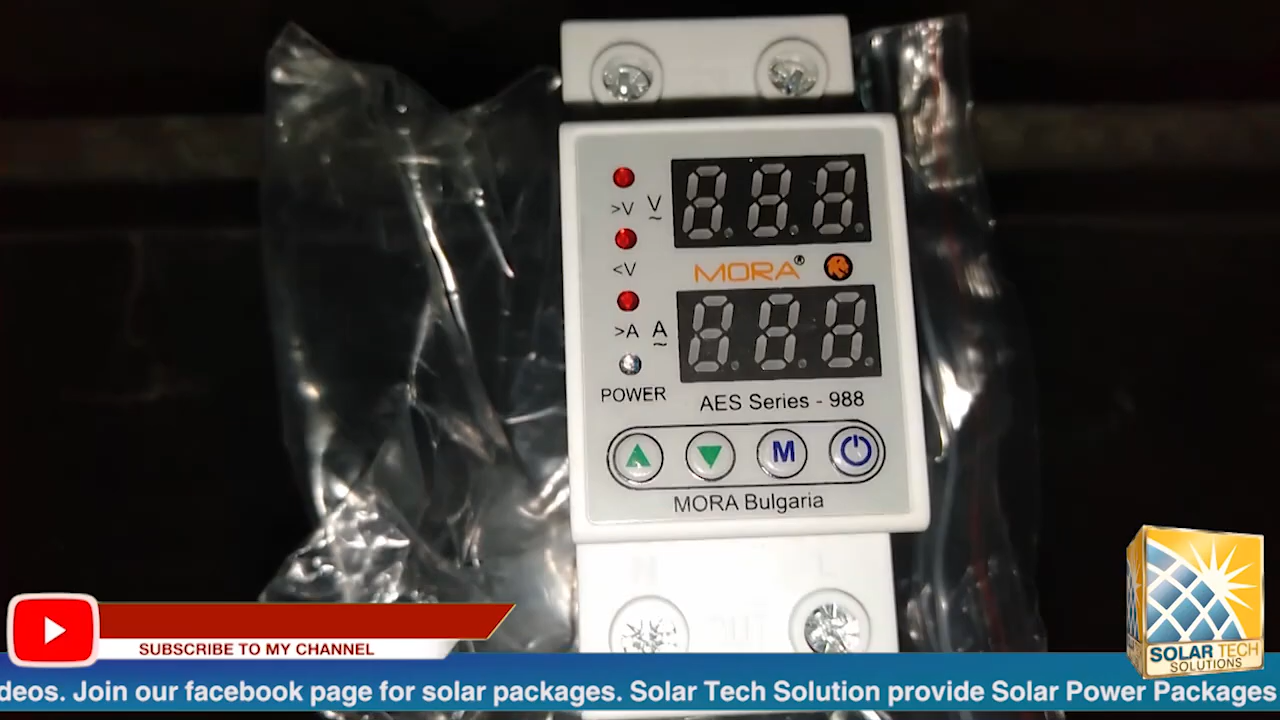 >V V
<V
MORA®
>A A
POWER
AES Series - 988
M
MORA Bulgaria
N L
OUT
SUBSCRIBE TO MY CHANNEL
SOLAR TECH
SOLUTIONS
deos. Join our facebook page for solar packages. Solar Tech Solution provide Solar Power Packages